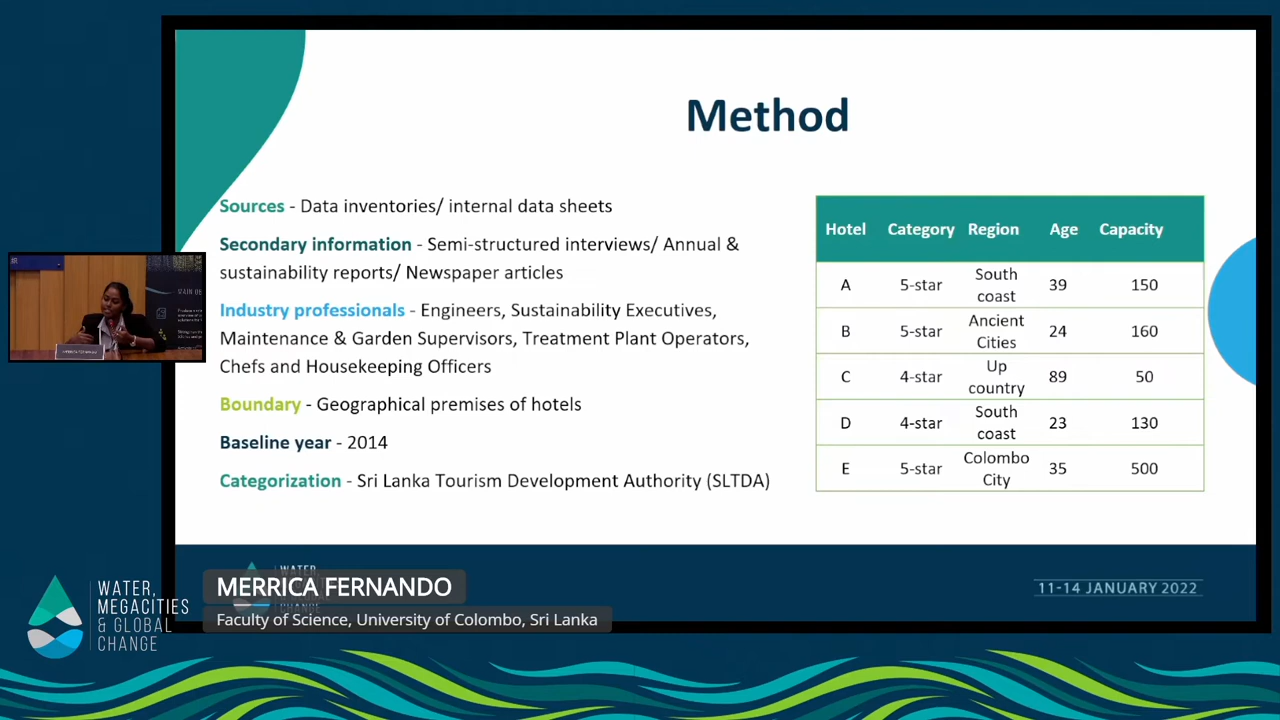 Method
Sources - Data inventories/ internal data sheets
Secondary information - Semi-structured interviews/ Annual &
sustainability reports/ Newspaper articles
Industry professionals - Engineers, Sustainability Executives,
Maintenance & Garden Supervisors, Treatment Plant Operators,
Chefs and Housekeeping Officers
Boundary - Geographical premises of hotels
Baseline year - 2014
Categorization - Sri Lanka Tourism Development Authority (SLTDA)
Hotel Category Region Age Capacity
A 5-star South coast 39 150
B 5-star Ancient Cities 24 160
C 4-star Up country 89 50
D 4-star South coast 23 130
E 5-star Colombo City 35 500
MERRICA FERNANDO
Faculty of Science, University of Colombo, Sri Lanka
11-14 JANUARY 2022
WATER,
MEGACITIES
& GLOBAL
CHANGE